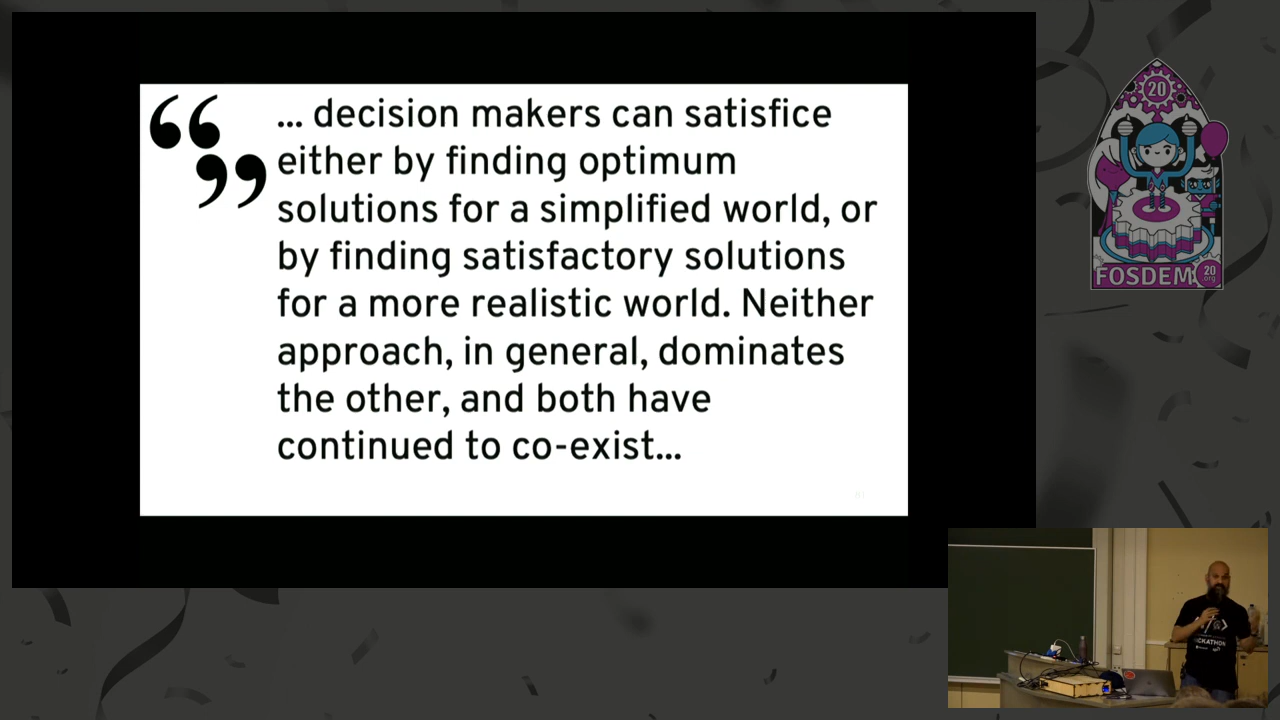 ... decision makers can satisfice
either by finding optimum
solutions for a simplified world, or
by finding satisfactory solutions
for a more realistic world. Neither
approach, in general, dominates
the other, and both have
continued to co-exist...
20
FOSDEM
20
org